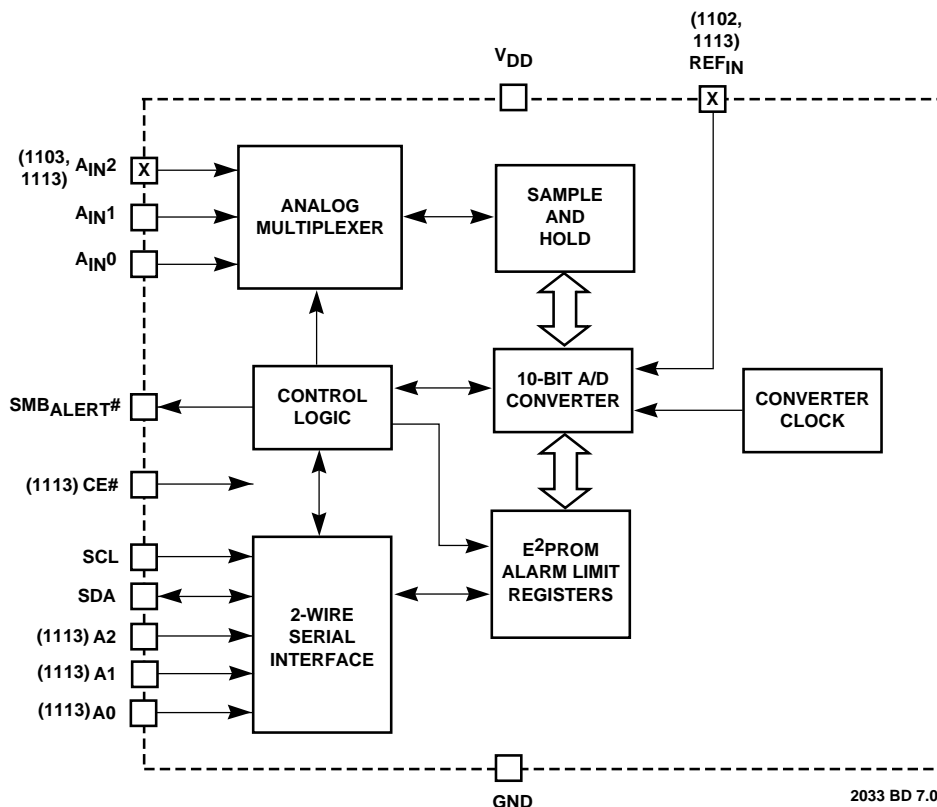 (1102,
1113)
REFIN
VDD
X
(1103,
1113) AIN2
X
AIN1
AIN0
ANALOG
MULTIPLEXER
SAMPLE
AND
HOLD
SMBALERT#
CONTROL
LOGIC
10-BIT A/D
CONVERTER
CONVERTER
CLOCK
(1113) CE#
SCL
SDA
(1113) A2
(1113) A1
(1113) A0
2-WIRE
SERIAL
INTERFACE
E2PROM
ALARM LIMIT
REGISTERS
GND
2033 BD 7.0